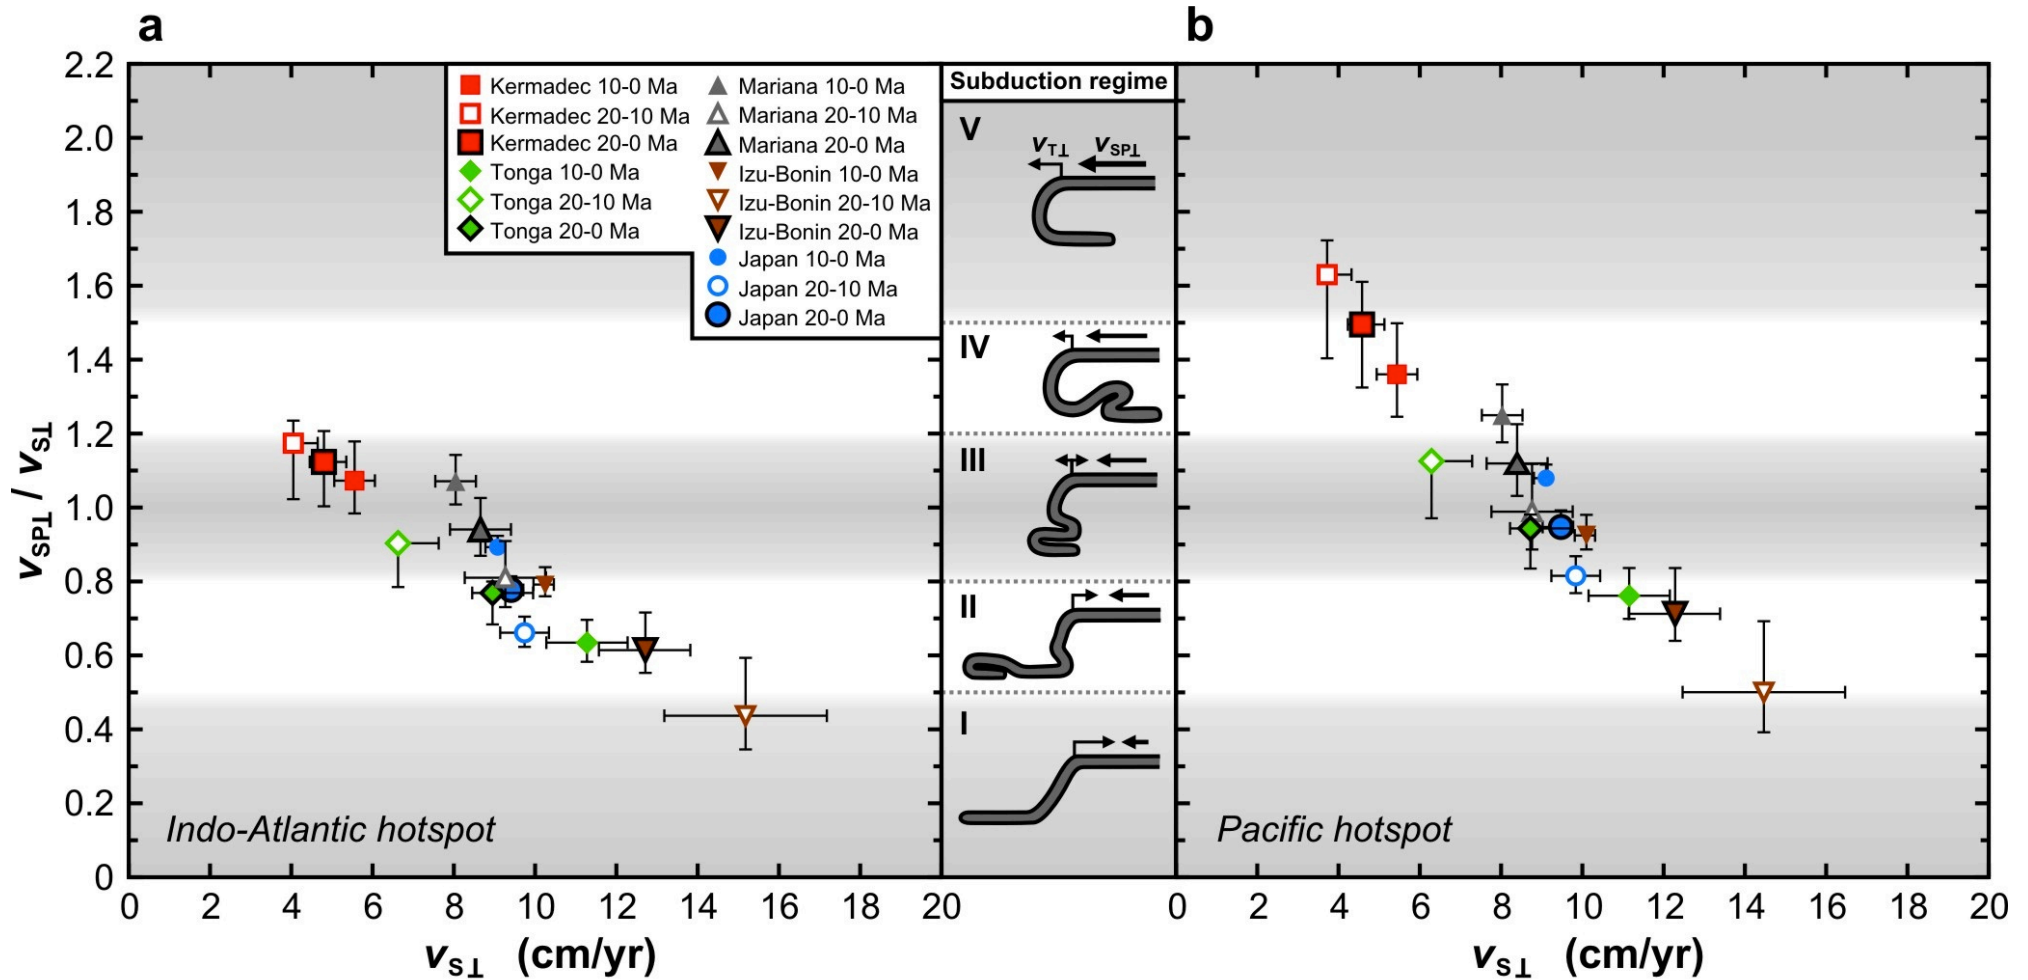 a
b
2.2
2.0
1.8
1.6
1.4
1.2
1.0
0.8
0.6
0.4
0.2
0
vSP⊥ / vS⊥
Kermadec 10-0 Ma
Kermadec 20-10 Ma
Kermadec 20-0 Ma
Tonga 10-0 Ma
Tonga 20-10 Ma
Tonga 20-0 Ma
Mariana 10-0 Ma
Mariana 20-10 Ma
Mariana 20-0 Ma
Izu-Bonin 10-0 Ma
Izu-Bonin 20-10 Ma
Izu-Bonin 20-0 Ma
Japan 10-0 Ma
Japan 20-10 Ma
Japan 20-0 Ma
Indo-Atlantic hotspot
0 2 4 6 8 10 12 14 16 18 20
vS⊥ (cm/yr)
Subduction regime
V
vT⊥ vSP⊥
IV
III
II
I
Pacific hotspot
0 2 4 6 8 10 12 14 16 18 20
vS⊥ (cm/yr)